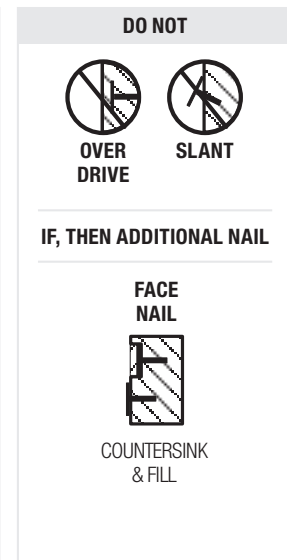 DO NOT
OVER
DRIVE
SLANT
IF, THEN ADDITIONAL NAIL
FACE
NAIL
COUNTERSINK
& FILL